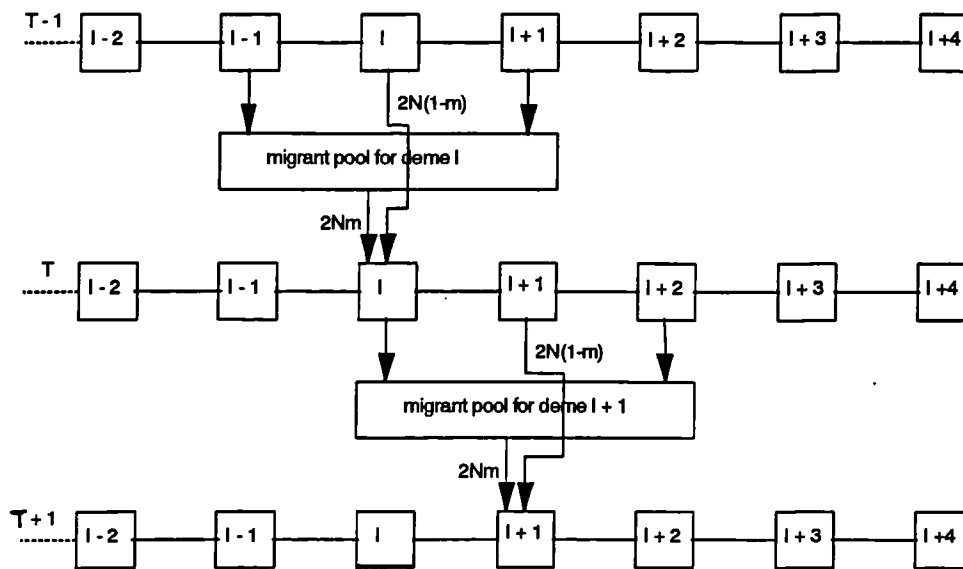 T-1
I-2 I-1 I I+1 I+2 I+3 I+4
2N(1-m)
migrant pool for deme I
2Nm
T
I-2 I-1 I I+1 I+2 I+3 I+4
2N(1-m)
migrant pool for deme I + 1
2Nm
T+1
I-2 I-1 I I+1 I+2 I+3 I+4